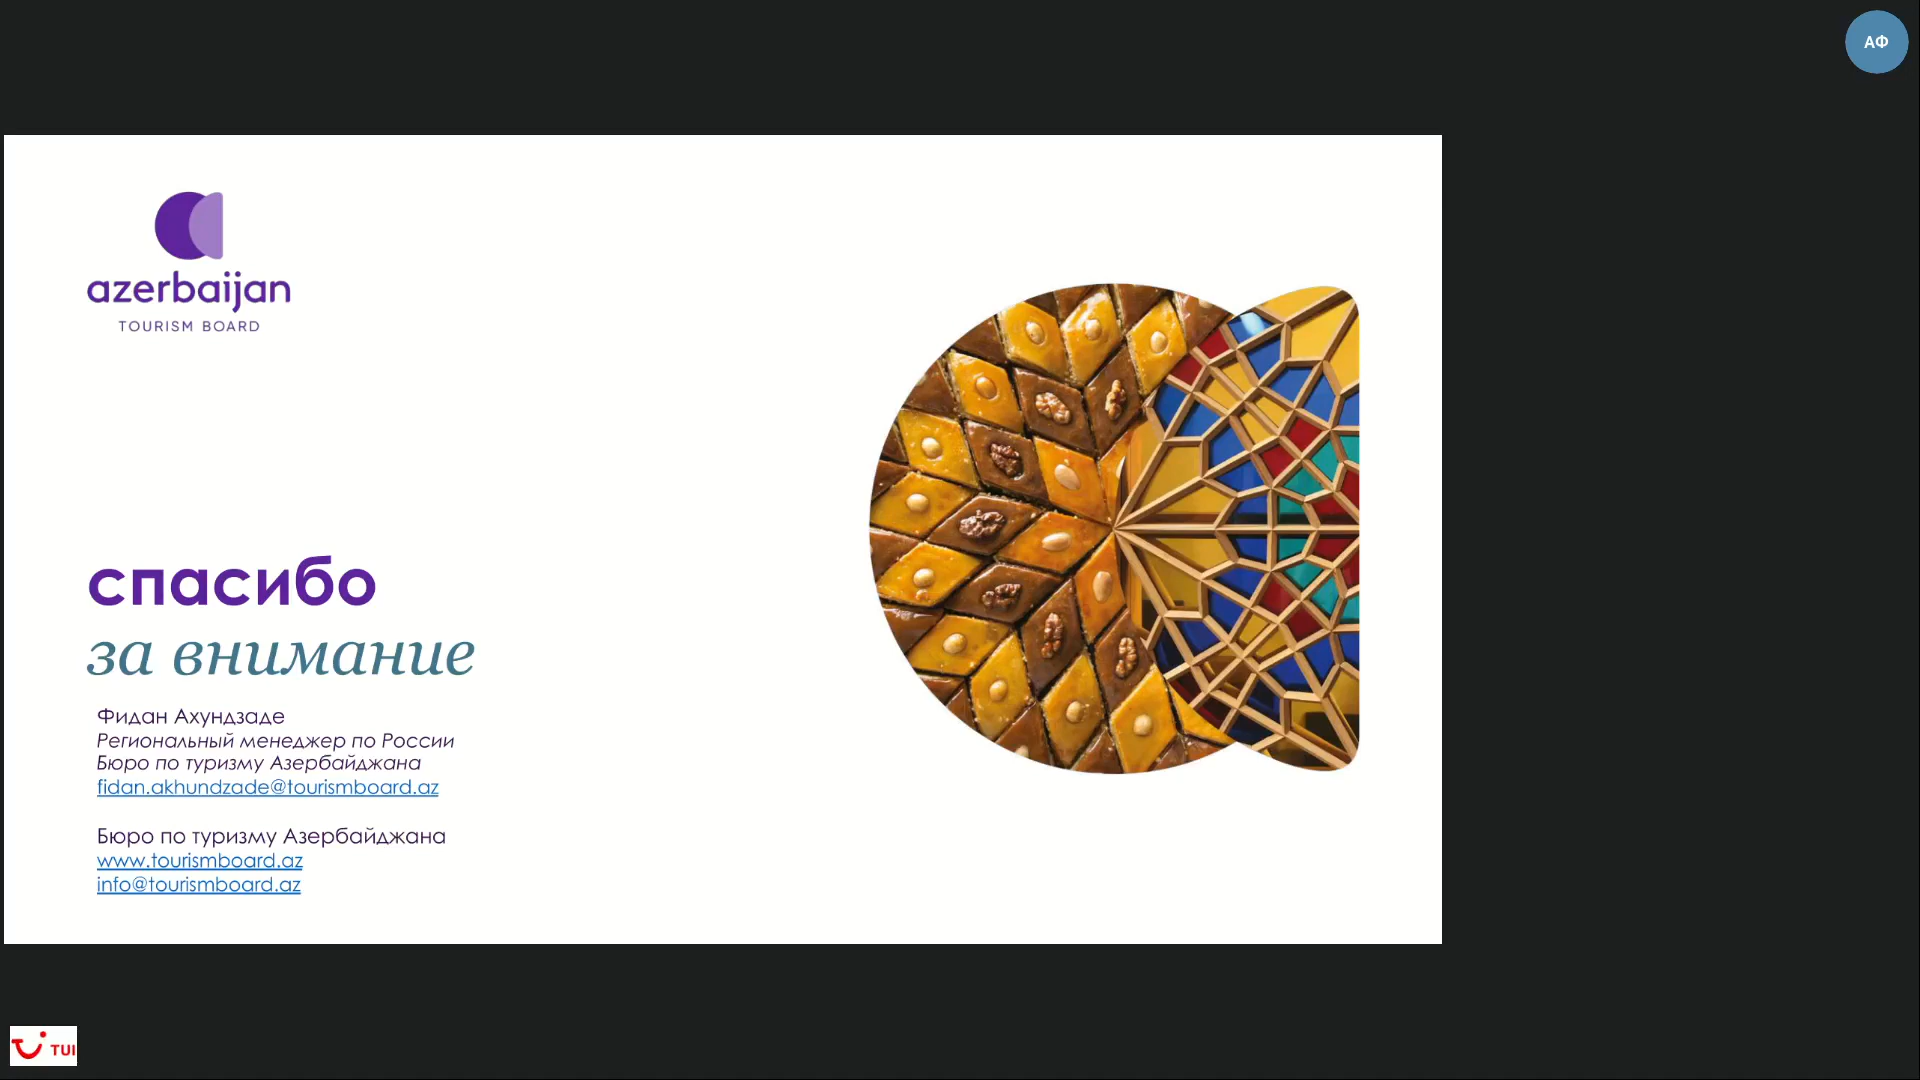 АФ
azerbaijan
TOURISM BOARD
спасибо
за внимание
Фидан Ахундзаде
Региональный менеджер по России
Бюро по туризму Азербайджана
fidan.akhundzade@tourismboard.az
Бюро по туризму Азербайджана
www.tourismboard.az
info@tourismboard.az
TUI